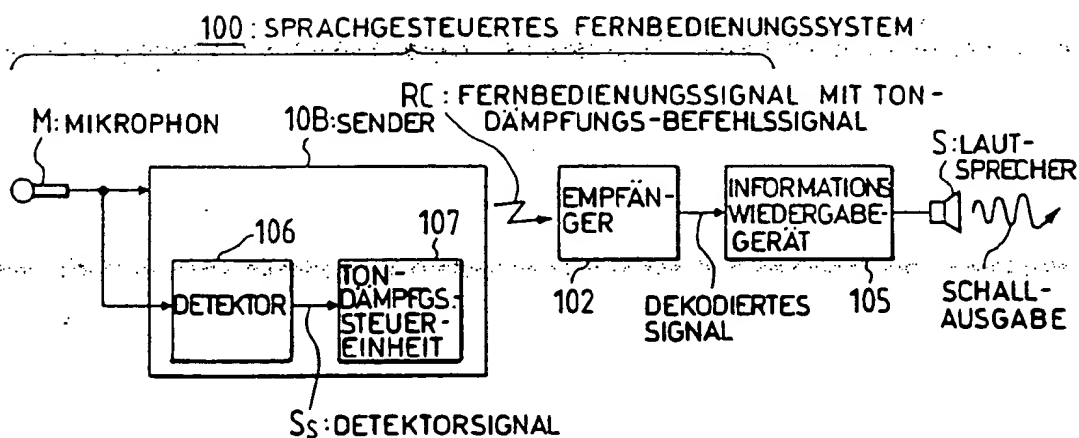 100: SPRACHGESTEUERTES FERNBEDIENUNGSSYSTEM
M: MIKROPHON
10B: SENDER
RC: FERNBEDIENUNGSSIGNAL MIT TON-
DÄMPFUNGS-BEFEHLSSIGNAL
S: LAUT-
SPRECHER
106
DETEKTOR
107
TON-
DÄMPFGS-
STEUER-
EINHEIT
EMPFÄN-
GER
102
INFORMATIONS
WIEDERGABE-
GERÄT
105
DEKODIERTES
SIGNAL
SCHALL-
AUSGABE
Ss: DETEKTORSIGNAL